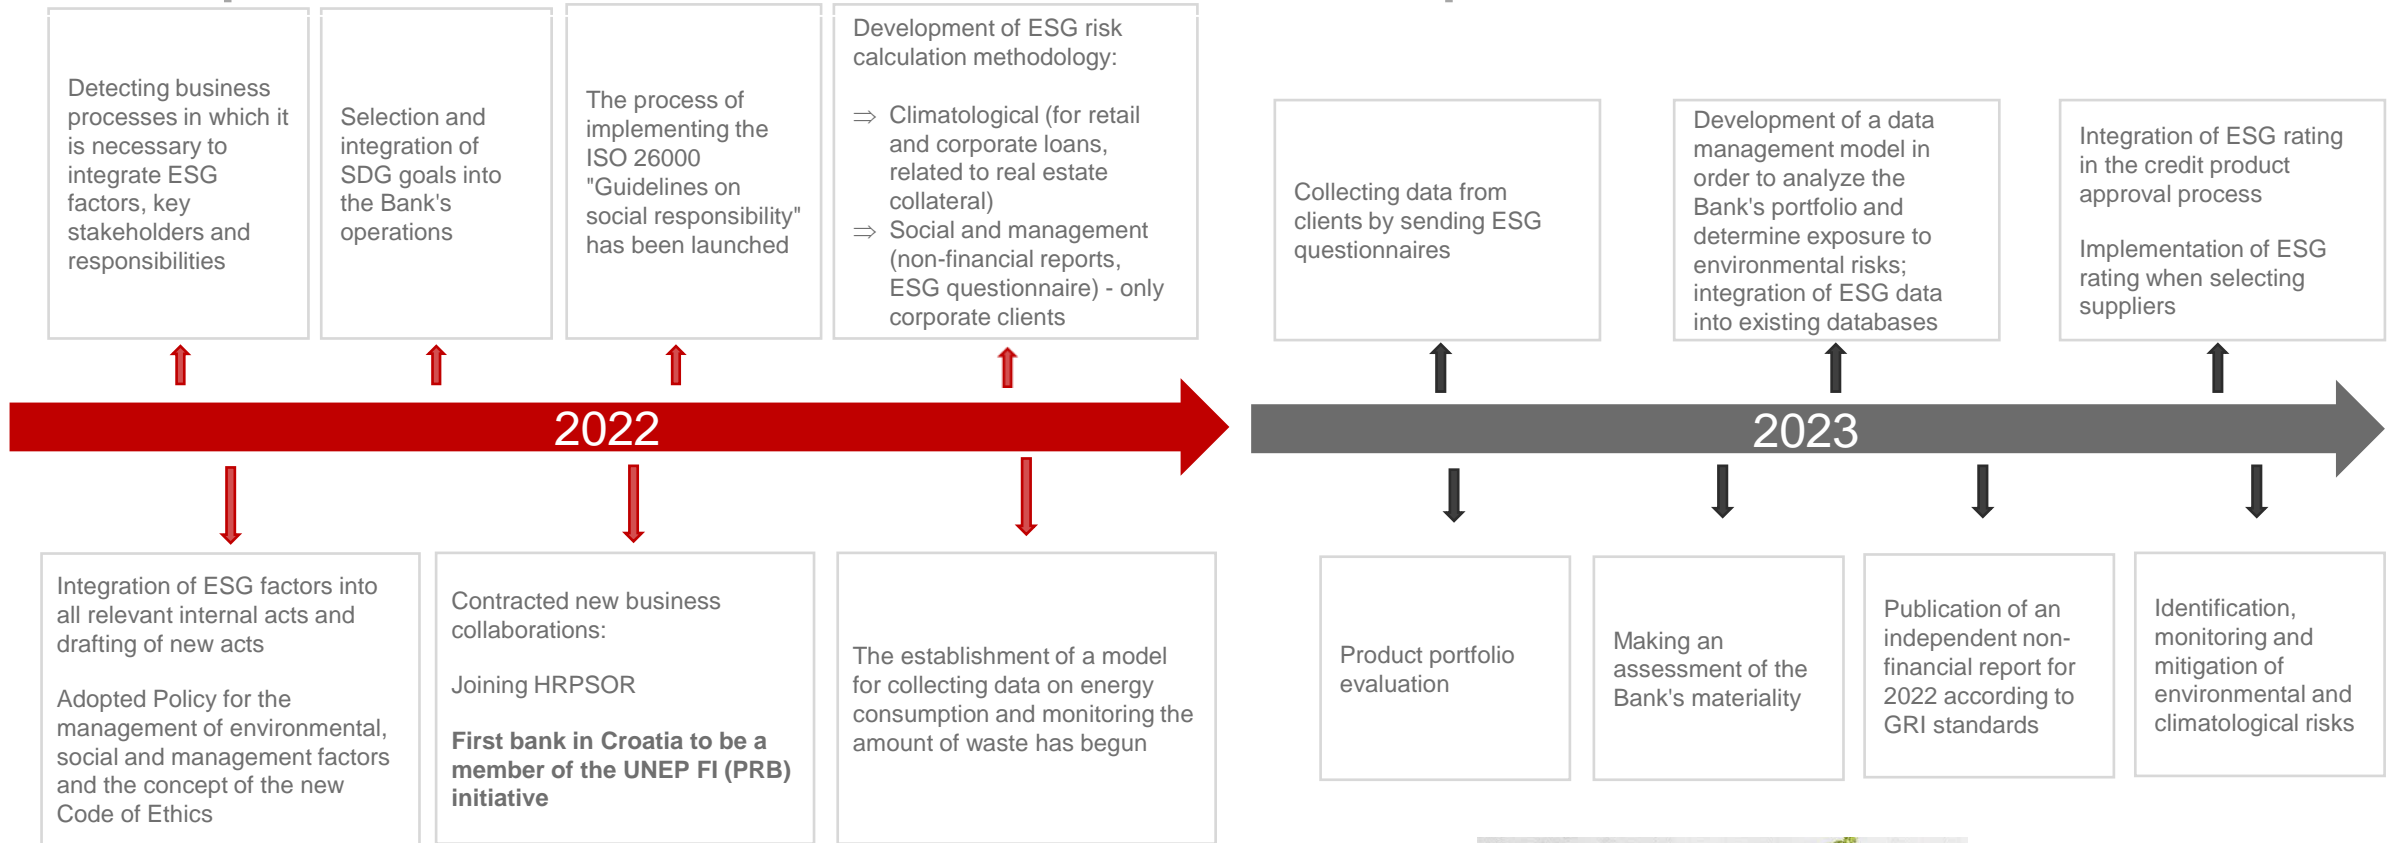 Detecting business
processes in which it
is necessary to
integrate ESG
factors, key
stakeholders and
responsibilities
Selection and
integration of
SDG goals into
the Bank's
operations
The process of
implementing the
ISO 26000
"Guidelines on
social responsibility"
has been launched
Development of ESG risk
calculation methodology:
⇒ Climatological (for retail
and corporate loans,
related to real estate
collateral)
⇒ Social and management
(non-financial reports,
ESG questionnaire) - only
corporate clients
Collecting data from
clients by sending ESG
questionnaires
Development of a data
management model in
order to analyze the
Bank's portfolio and
determine exposure to
environmental risks;
integration of ESG data
into existing databases
Integration of ESG rating
in the credit product
approval process
Implementation of ESG
rating when selecting
suppliers
2022
2023
Integration of ESG factors into
all relevant internal acts and
drafting of new acts
Adopted Policy for the
management of environmental,
social and management factors
and the concept of the new
Code of Ethics
Contracted new business
collaborations:
Joining HRPSOR
First bank in Croatia to be a
member of the UNEP FI (PRB)
initiative
The establishment of a model
for collecting data on energy
consumption and monitoring the
amount of waste has begun
Product portfolio
evaluation
Making an
assessment of the
Bank's materiality
Publication of an
independent non-
financial report for
2022 according to
GRI standards
Identification,
monitoring and
mitigation of
environmental and
climatological risks